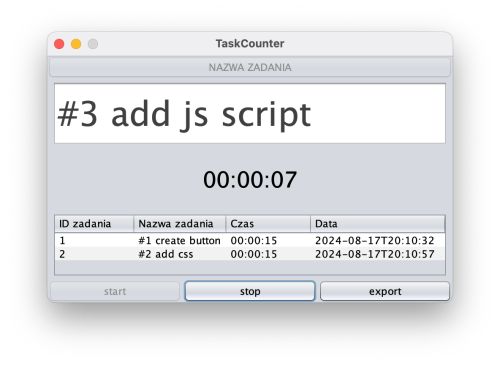 TaskCounter
NAZWA ZADANIA
#3 add js script
00:00:07
ID zadania Nazwa zadania Czas Data
1 #1 create button 00:00:15 2024-08-17T20:10:32
2 #2 add css 00:00:15 2024-08-17T20:10:57
start stop export